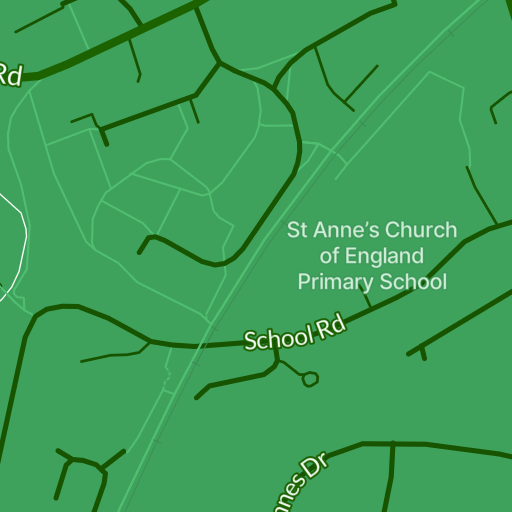 Rd
St Anne’s Church
of England
Primary School
School Rd
nnes Dr